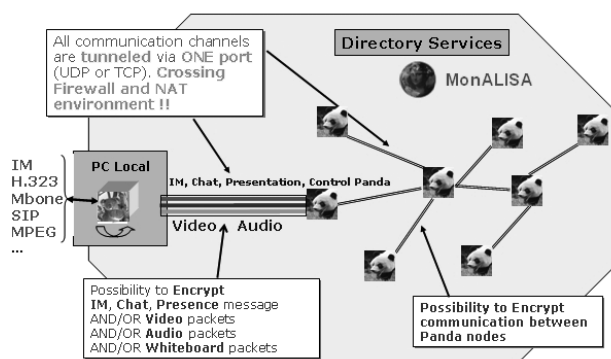 All communication channels
are tunneled via ONE port
(UDP or TCP). Crossing
Firewall and NAT
environment !!
Directory Services
MonALISA
PC Local
IM
H.323
Mbone
SIP
MPEG
...
IM, Chat, Presentation, Control Panda
Video Audio
Possibility to Encrypt
IM, Chat, Presence message
AND/OR Video packets
AND/OR Audio packets
AND/OR Whiteboard packets
Possibility to Encrypt
communication between
Panda nodes